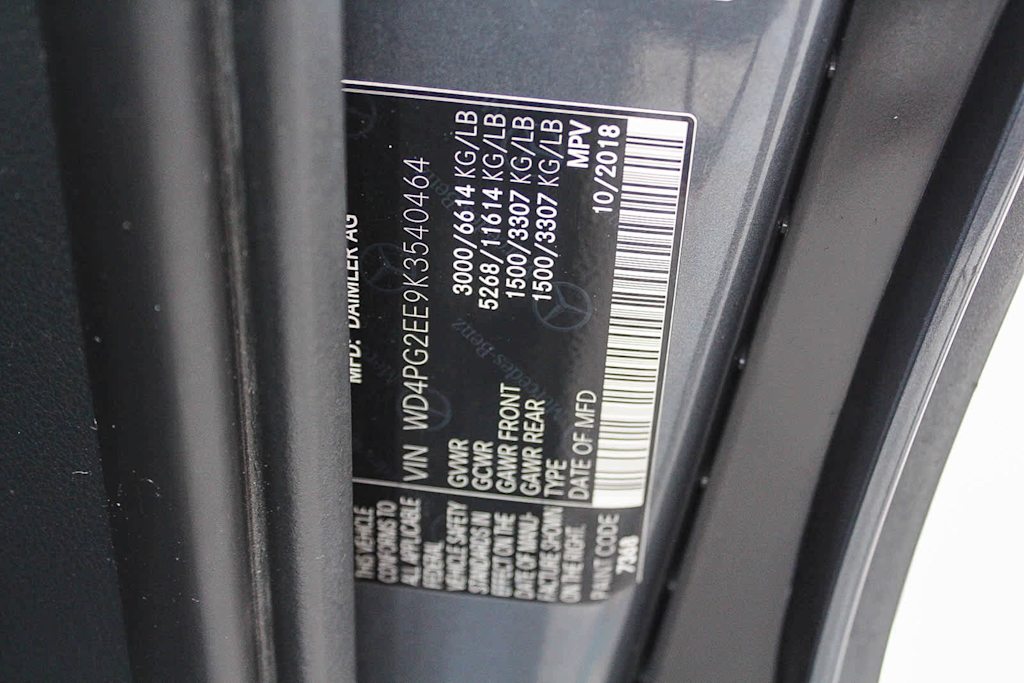 MFD: DAIMLER AG
VIN WD4PG2EE9K3540464
GVWR 3000/6614 KG/LB
GCWR 5268/11614 KG/LB
GAWR FRONT 1500/3307 KG/LB
GAWR REAR 1500/3307 KG/LB
TYPE MPV
DATE OF MFD 10/2018
THIS VEHICLE
CONFORMS TO
ALL APPLICABLE
FEDERAL
VEHICLE SAFETY
STANDARDS IN
EFFECT ON THE
DATE OF MANU-
FACTURE SHOWN
ON THE RIGHT.
PAINT CODE
Mercedes-Benz